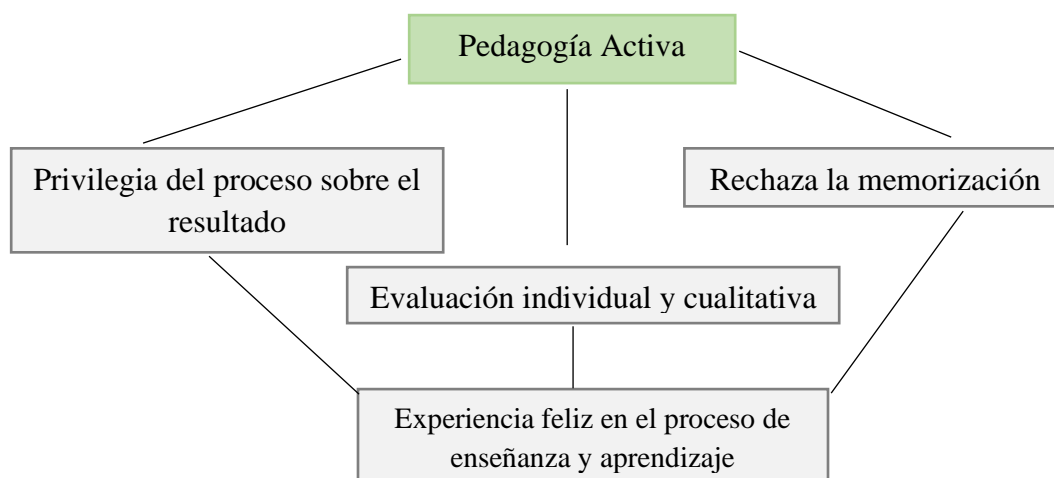 Pedagogía Activa
Privilegia del proceso sobre el
resultado
Rechaza la memorización
Evaluación individual y cualitativa
Experiencia feliz en el proceso de
enseñanza y aprendizaje